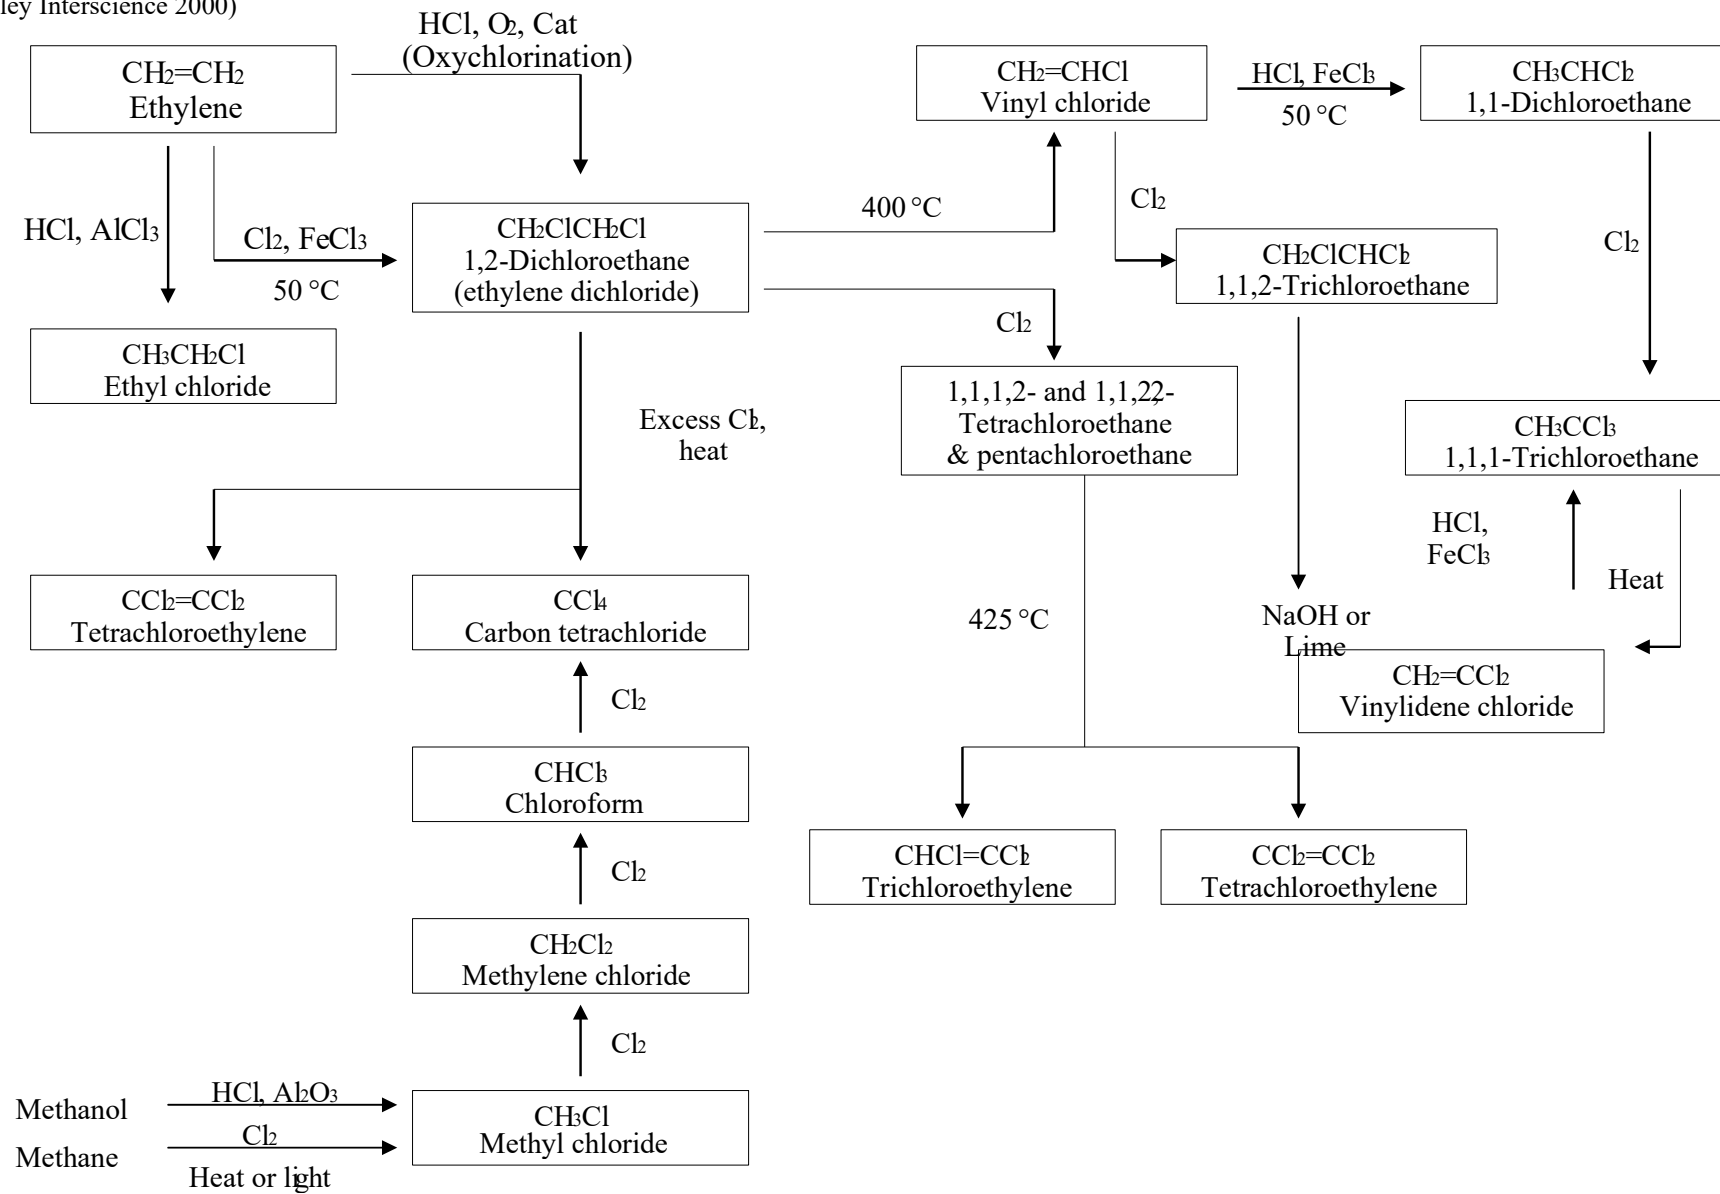 ley Interscience 2000)
HCl, O2, Cat
(Oxychlorination)
CH2=CH2
Ethylene
CH2=CHCl
Vinyl chloride
HCl, FeCl3
50 °C
CH3CHCl2
1,1-Dichloroethane
HCl, AlCl3
Cl2, FeCl3
50 °C
CH2ClCH2Cl
1,2-Dichloroethane
(ethylene dichloride)
400 °C
Cl2
CH2ClCHCl2
1,1,2-Trichloroethane
Cl2
Cl2
CH3CH2Cl
Ethyl chloride
Excess Cl2,
heat
1,1,1,2- and 1,1,2,2-
Tetrachloroethane
& pentachloroethane
CH3CCl3
1,1,1-Trichloroethane
HCl,
FeCl3
Heat
CCl2=CCl2
Tetrachloroethylene
CCl4
Carbon tetrachloride
425 °C
NaOH or
Lime
CH2=CCl2
Vinylidene chloride
Cl2
CHCl3
Chloroform
Cl2
CHCl=CCl2
Trichloroethylene
CCl2=CCl2
Tetrachloroethylene
CH2Cl2
Methylene chloride
Cl2
Methanol
HCl, Al2O3
CH3Cl
Methyl chloride
Methane
Cl2
Heat or light